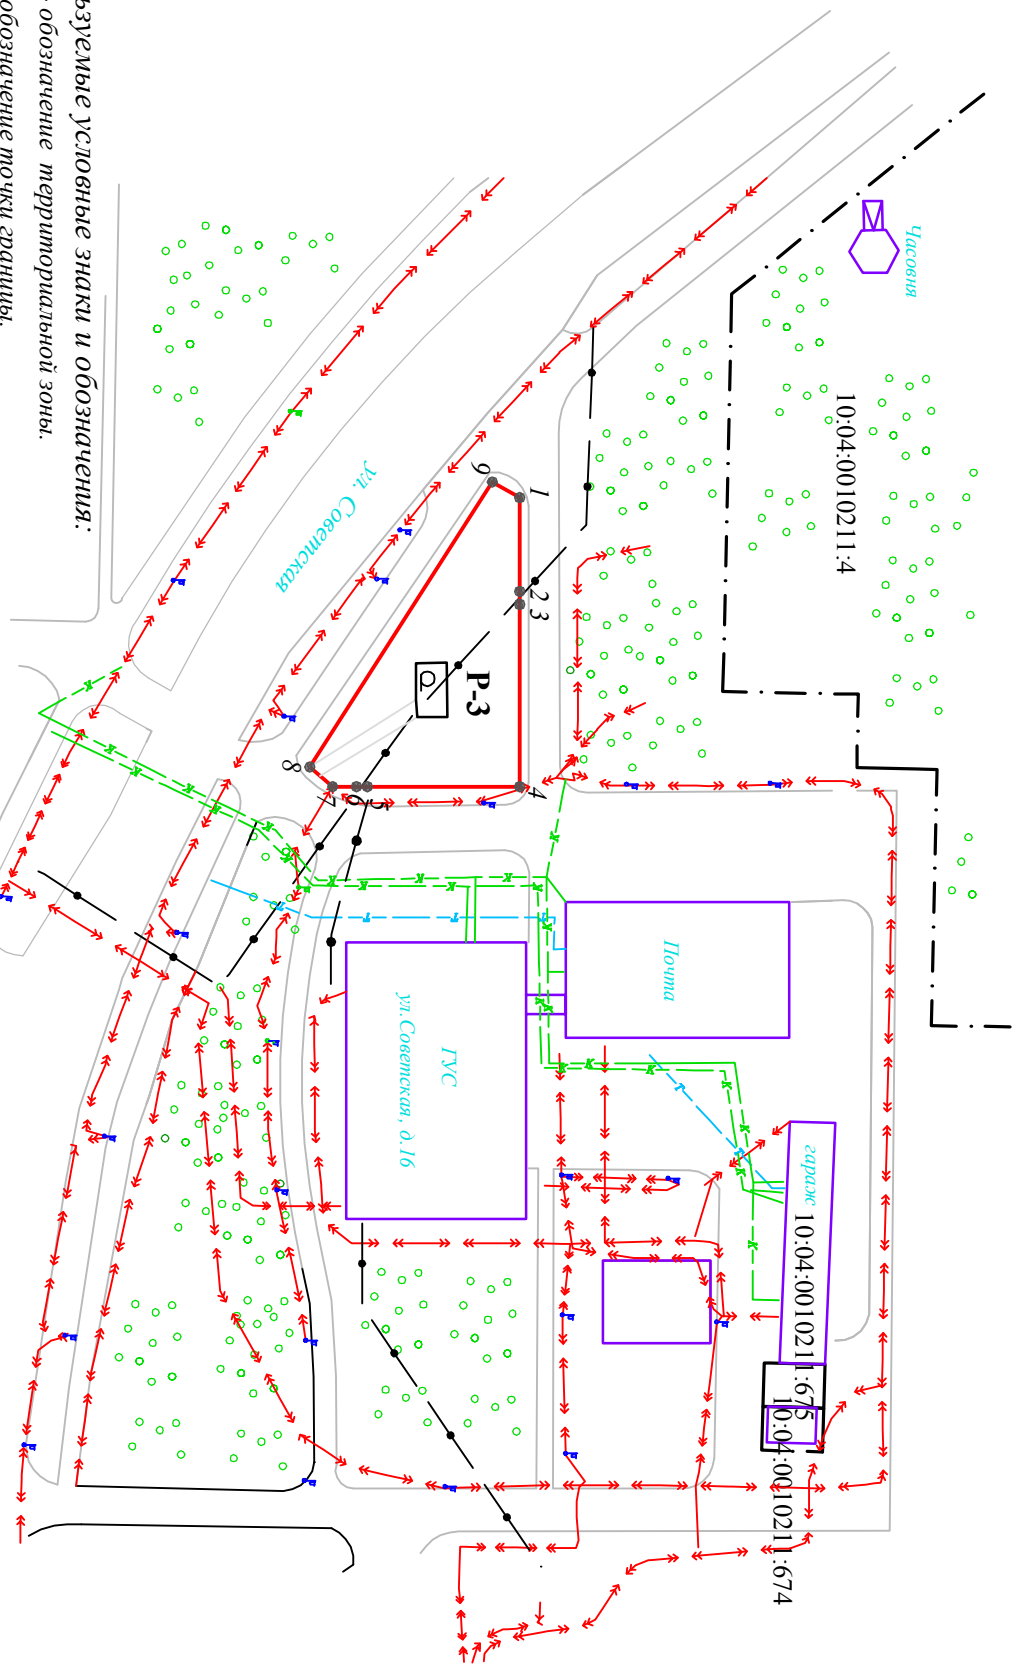 Часовня
10:04:0010211:4
Ул. Советская
9
1
2
3
4
5
6
7
8
Р-3
Почта
ГУС
ул.Советская, д.16
гараж
10:04:0010211:675
10:04:0010211:674
условные знаки и обозначения:
обозначение территориальной зоны.
обозначение точки границы.